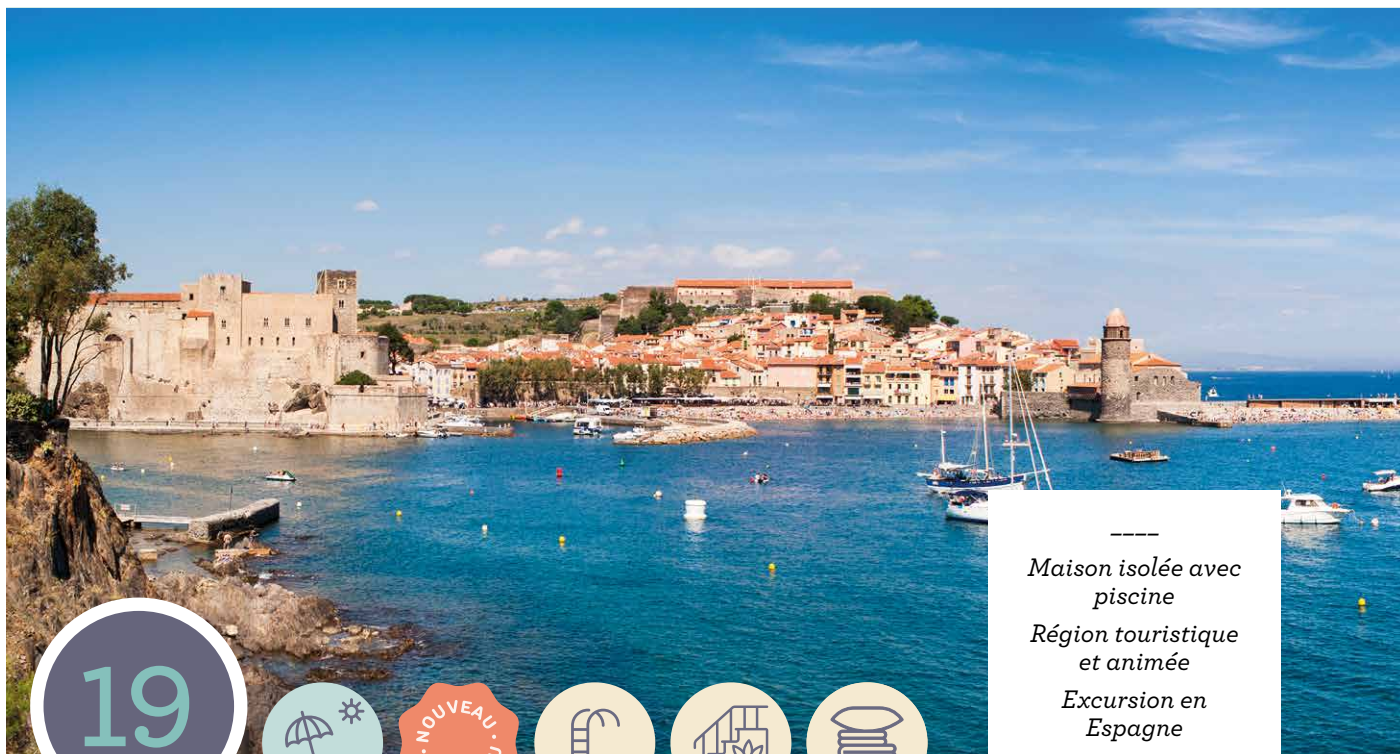 ----
Maison isolée avec
piscine
Région touristique
et animée
Excursion en
Espagne
19
NOUVEAU